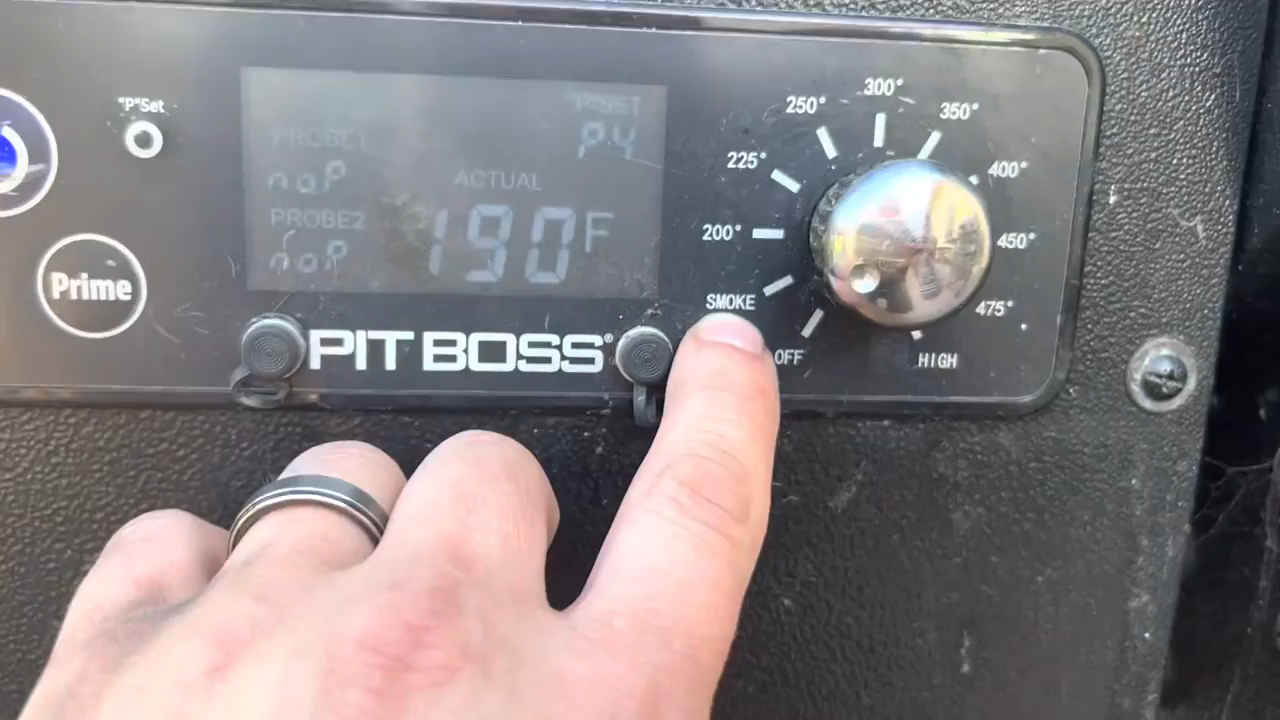 "P"Set
Prime
P-SET
P4
PROBE1
noP
ACTUAL
PROBE2
noP
190F
PIT BOSS®
OFF
SMOKE
200°
225°
250°
300°
350°
400°
450°
475°
HIGH